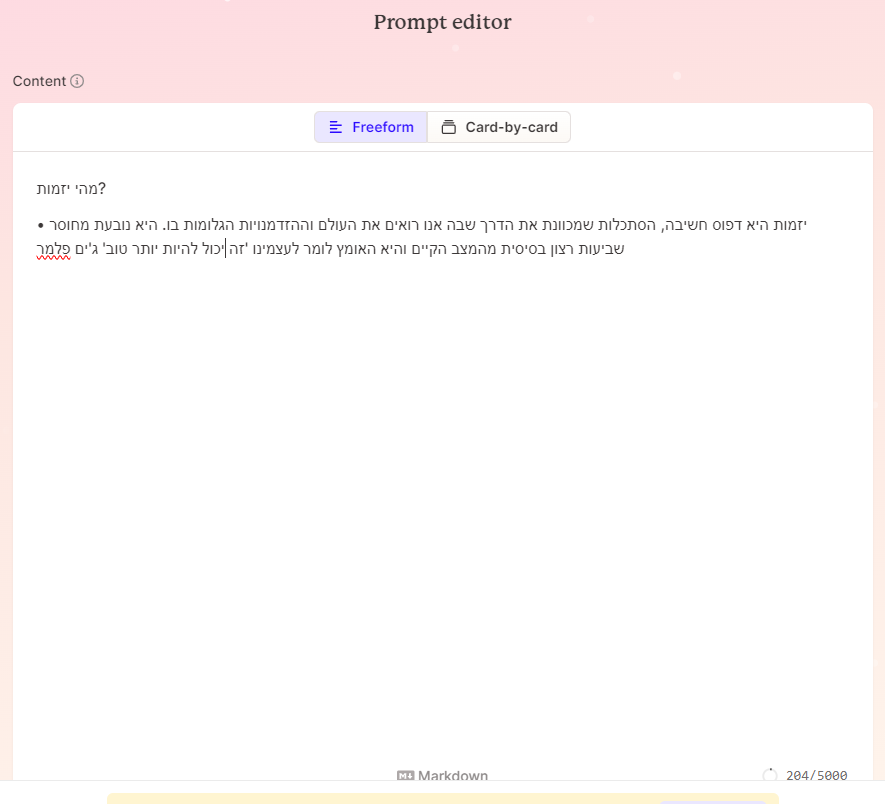 Prompt editor
Content
Freeform
Card-by-card
מהי יזמות?
• יזמות היא דפוס חשיבה, הסתכלות שמכוונת את הדרך שבה אנו רואים את העולם וההזדמנויות הגלומות בו. היא נובעת מחוסר
שביעות רצון בסיסית מהמצב הקיים והיא האומץ לומר לעצמינו 'זה יכול להיות יותר טוב' ג'ים פלמר
Markdown
204/5000